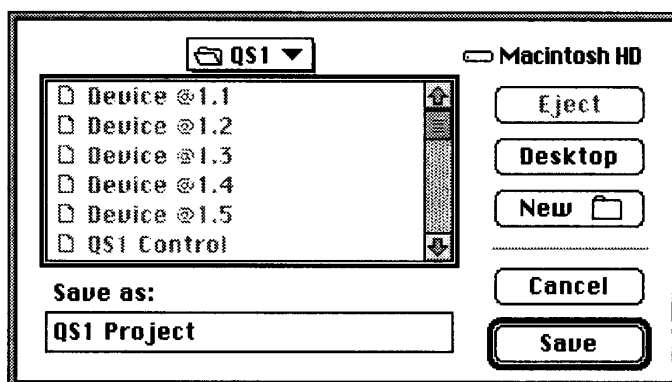 QS1
Macintosh HD
Device @1.1
Device @1.2
Device @1.3
Device @1.4
Device @1.5
QS1 Control
Eject
Desktop
New
Cancel
Save
Save as:
QS1 Project